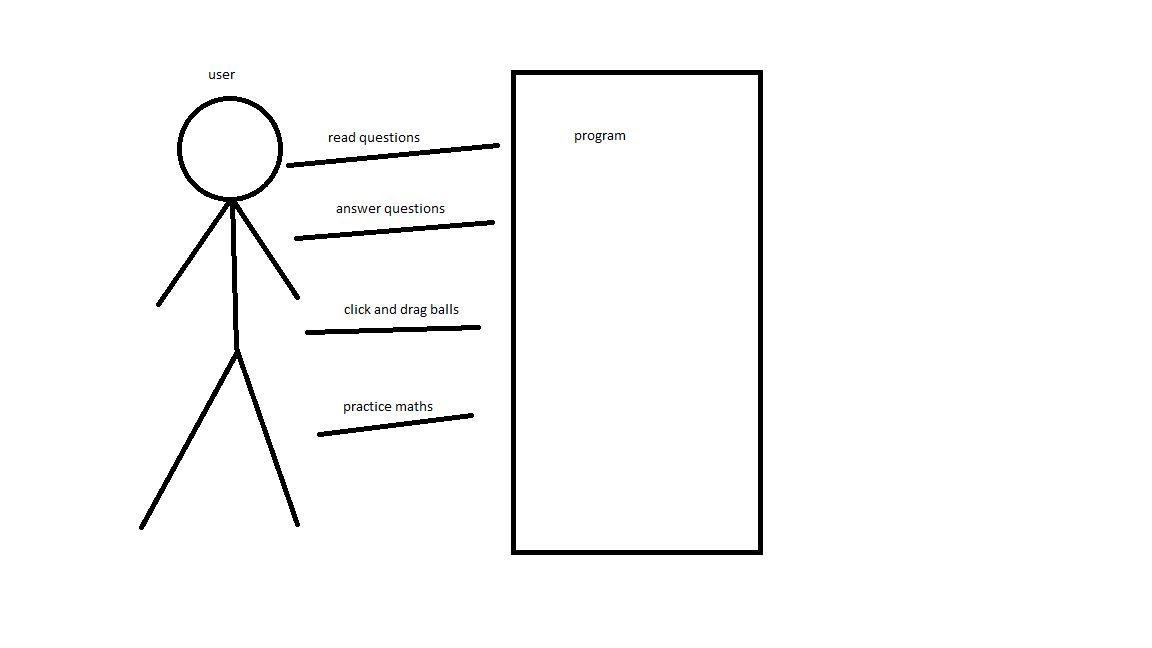 user
read questions
program
answer questions
click and drag balls
practice maths